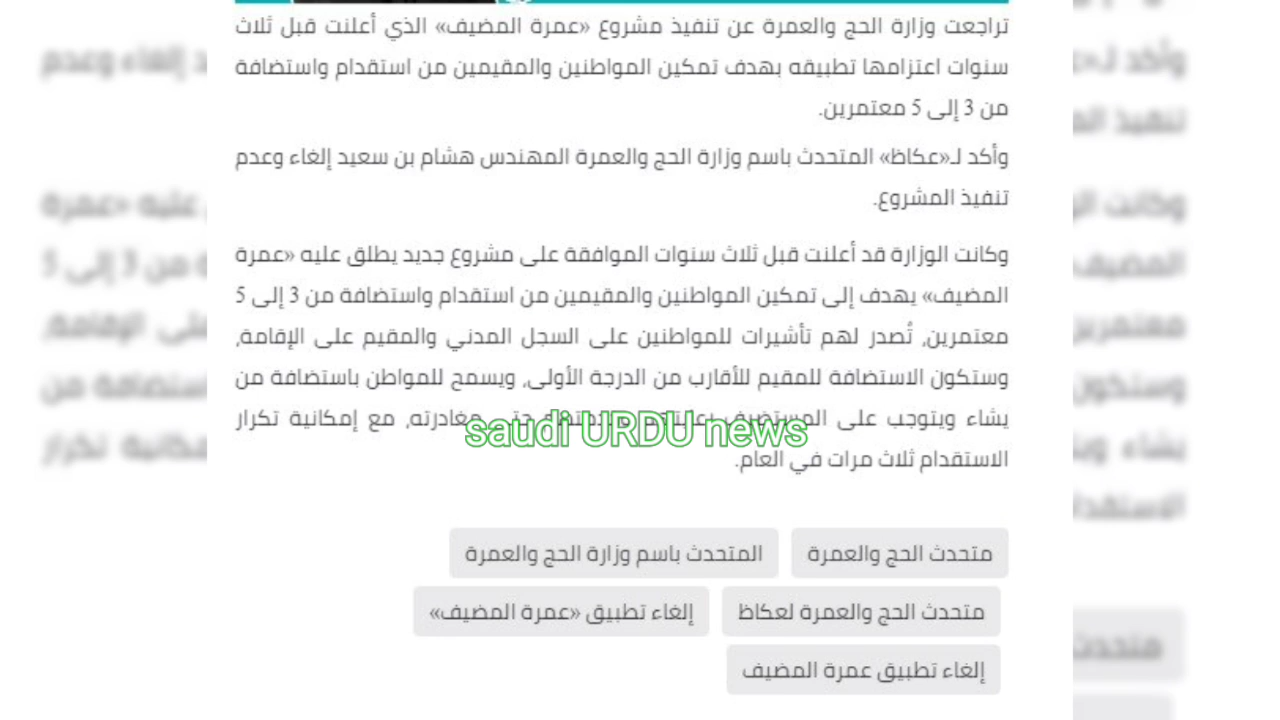 تراجعت وزارة الحج والعمرة عن تنفيذ مشروع «عمرة المضيف» الذي أعلنت قبل ثلاث
سنوات اعتزامها تطبيقه بهدف تمكين المواطنين والمقيمين من استقدام واستضافة
من 3 إلى 5 معتمرين.
وأكد لـ«عكاظ» المتحدث باسم وزارة الحج والعمرة المهندس هشام بن سعيد إلغاء وعدم
تنفيذ المشروع.
وكانت الوزارة قد أعلنت قبل ثلاث سنوات الموافقة على مشروع جديد يطلق عليه «عمرة
المضيف» يهدف إلى تمكين المواطنين والمقيمين من استقدام واستضافة من 3 إلى 5
معتمرين، تُصدر لهم تأشيرات للمواطنين على السجل المدني والمقيم على الإقامة،
وستكون الاستضافة للمقيم للأقارب من الدرجة الأولى، ويسمح للمواطن باستضافة من
يشاء ويتوجب على المستضيف حتى مغادرته، مع إمكانية تكرار
saudi URDU news
الاستقدام ثلاث مرات في العام.
متحدث الحج والعمرة
المتحدث باسم وزارة الحج والعمرة
متحدث الحج والعمرة لعكاظ
إلغاء تطبيق «عمرة المضيف»
إلغاء تطبيق عمرة المضيف